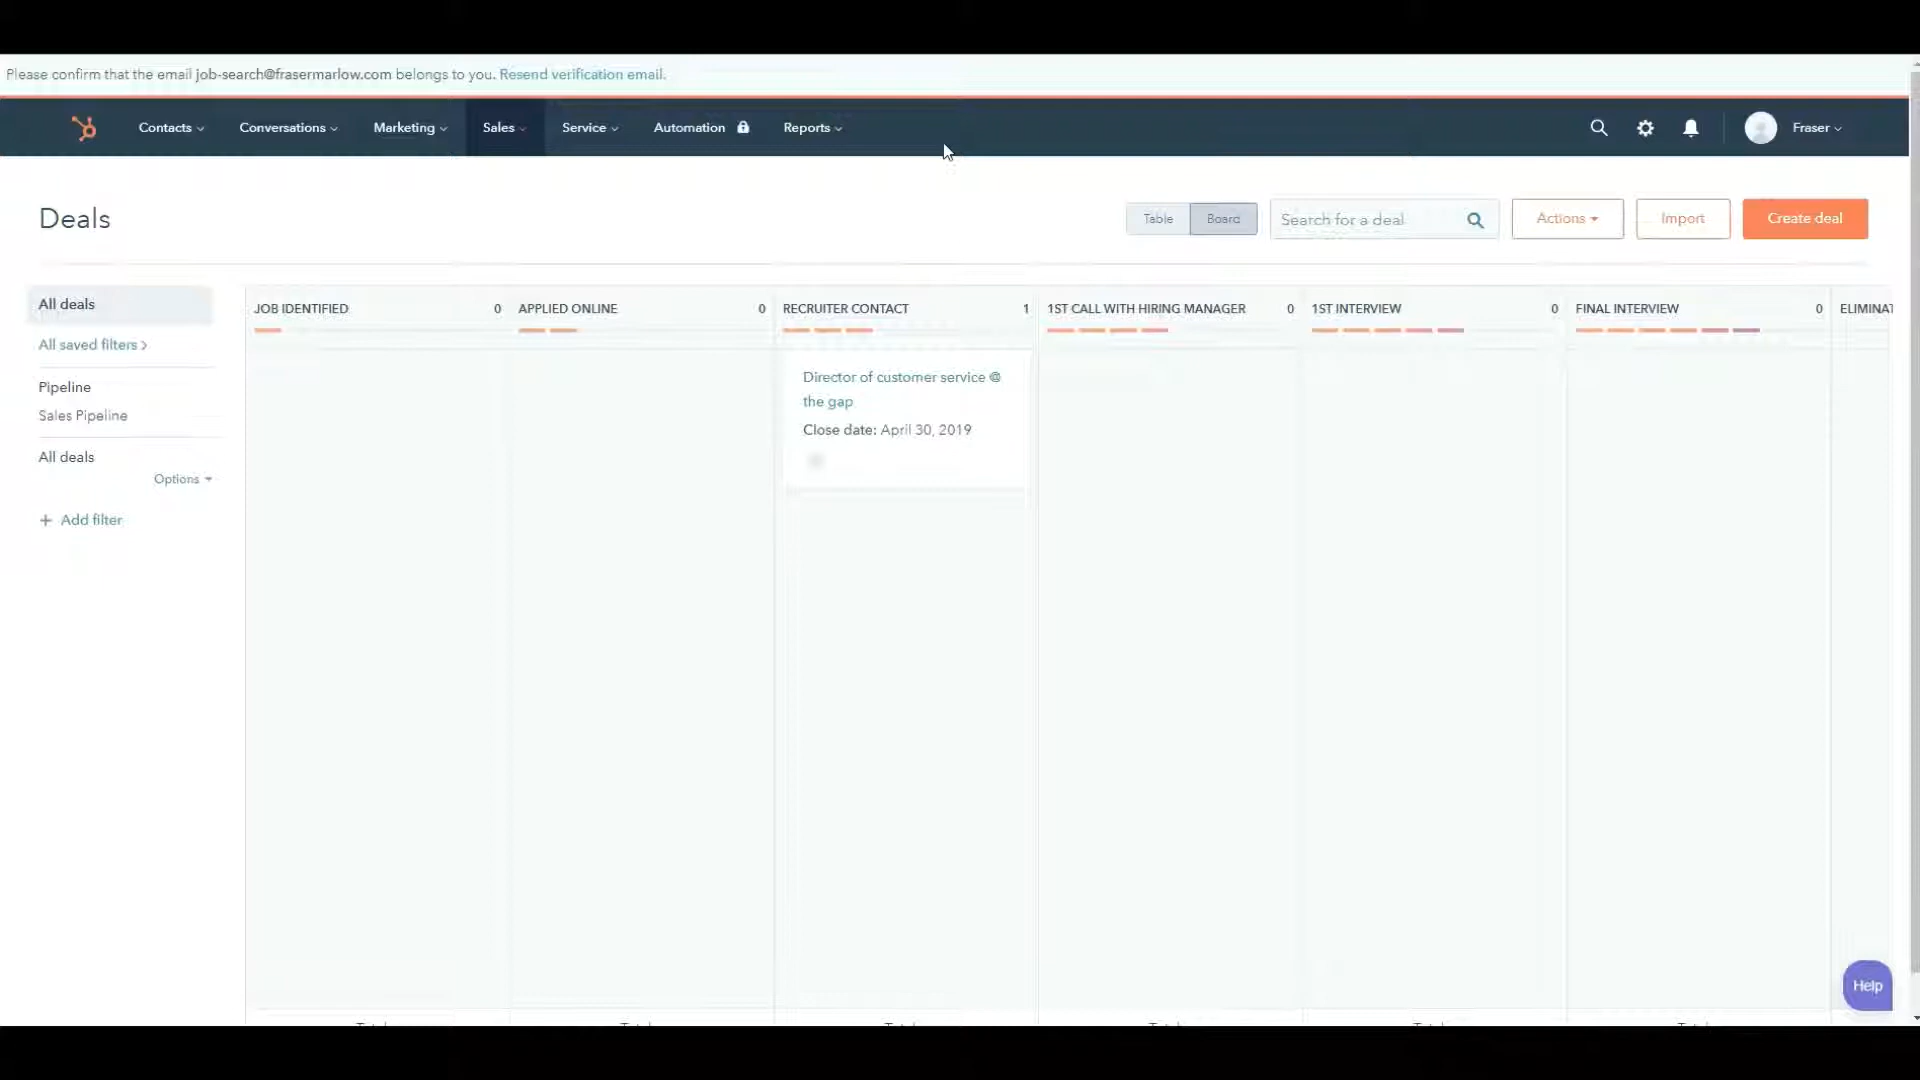 Please confirm that the email job-search@frasermarlow.com belongs to you. Resend verification email.
Contacts Conversations Marketing Sales Service Automation Reports Fraser
Deals
Table Board Search for a deal Actions Import Create deal
All deals
All saved filters
Pipeline
Sales Pipeline
All deals
Options
+ Add filter
JOB IDENTIFIED 0 APPLIED ONLINE 0 RECRUITER CONTACT 1 1ST CALL WITH HIRING MANAGER 0 1ST INTERVIEW 0 FINAL INTERVIEW 0 ELIMINAT
Director of customer service @
the gap
Close date: April 30, 2019
Help